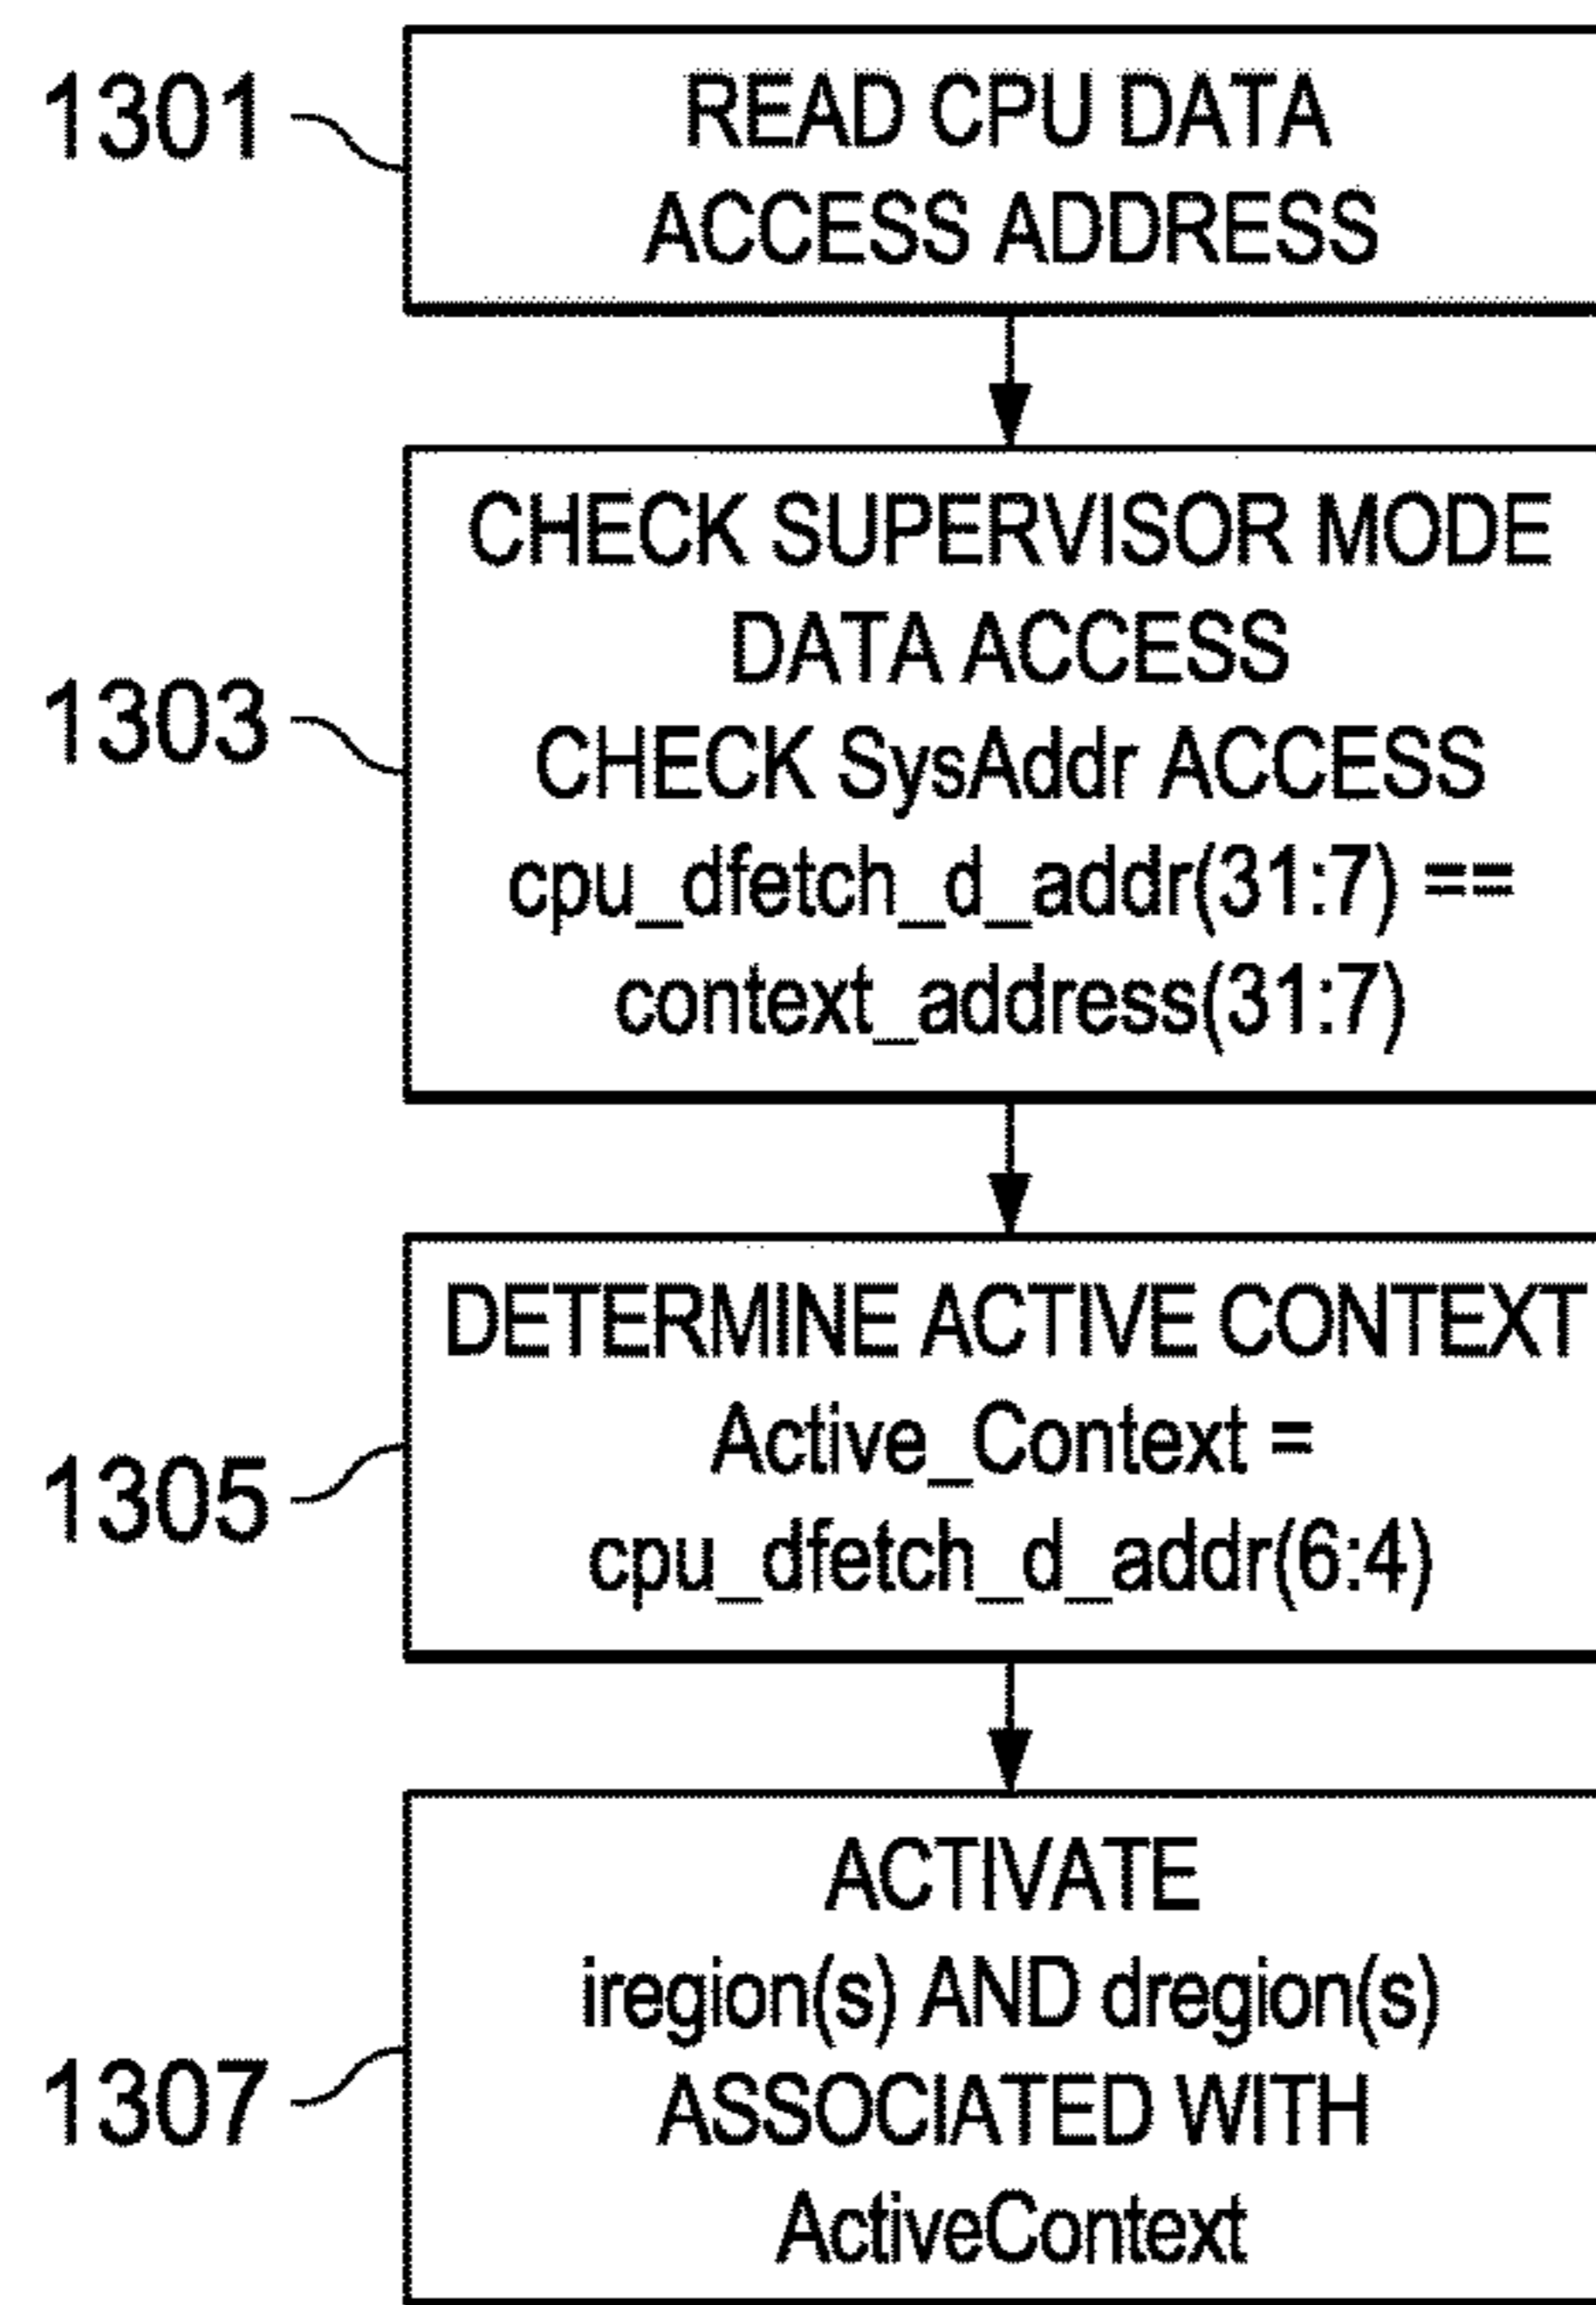 1301
READ CPU DATA
ACCESS ADDRESS
1303
CHECK SUPERVISOR MODE
DATA ACCESS
CHECK SysAddr ACCESS
cpu_dfetch_d_addr(31:7) ==
context_address(31:7)
1305
DETERMINE ACTIVE CONTEXT
Active_Context =
cpu_dfetch_d_addr(6:4)
1307
ACTIVATE
iregion(s) AND dregion(s)
ASSOCIATED WITH
ActiveContext